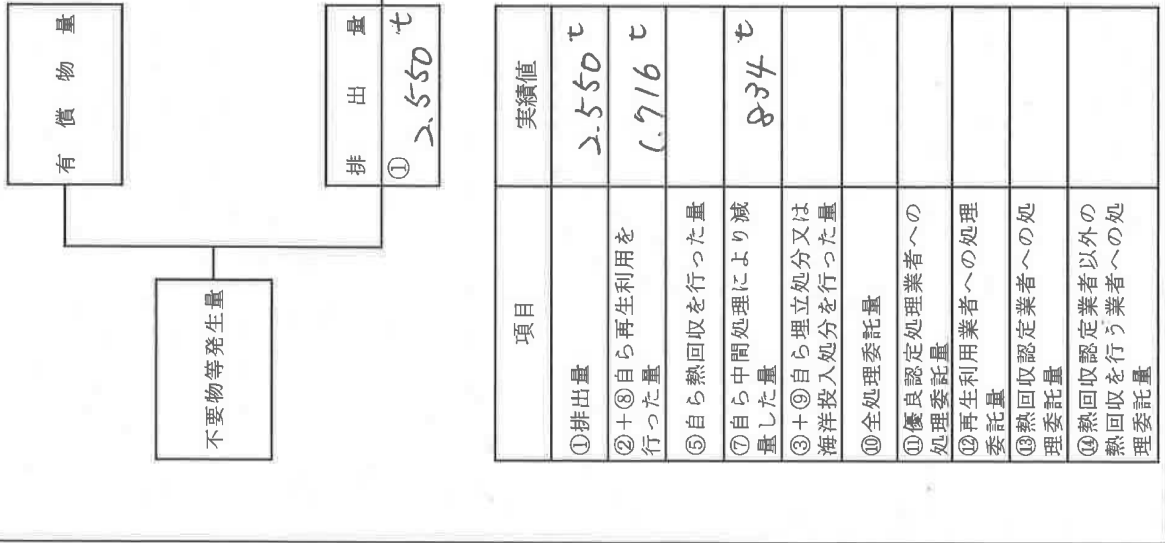 有償物量
不要物等発生量
排出量
①
2.550 t
項目
実績値
①排出量
2.550 t
②+⑧自ら再生利用を
行った量
1.716 t
⑤自ら熱回収を行った量
⑦自ら中間処理により減
量した量
834 t
③+⑨自ら埋立処分又は
海洋投入処分を行った量
⑩全処理委託量
⑪優良認定処理業者への
処理委託量
⑫再生利用業者への処理
委託量
⑬熱回収認定業者への処
理委託量
⑭熱回収認定業者以外の
熱回収を行う業者への処
理委託量